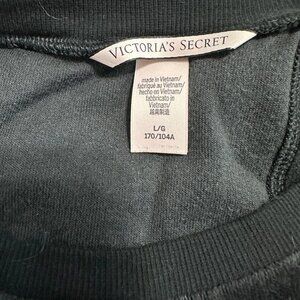 VICTORIA'S SECRET
made in Vietnam/
fabriqué au Vietnam/
hecho en Vietnam/
fabbricato in
Vietnam/
越南制造
L/G
170/104A